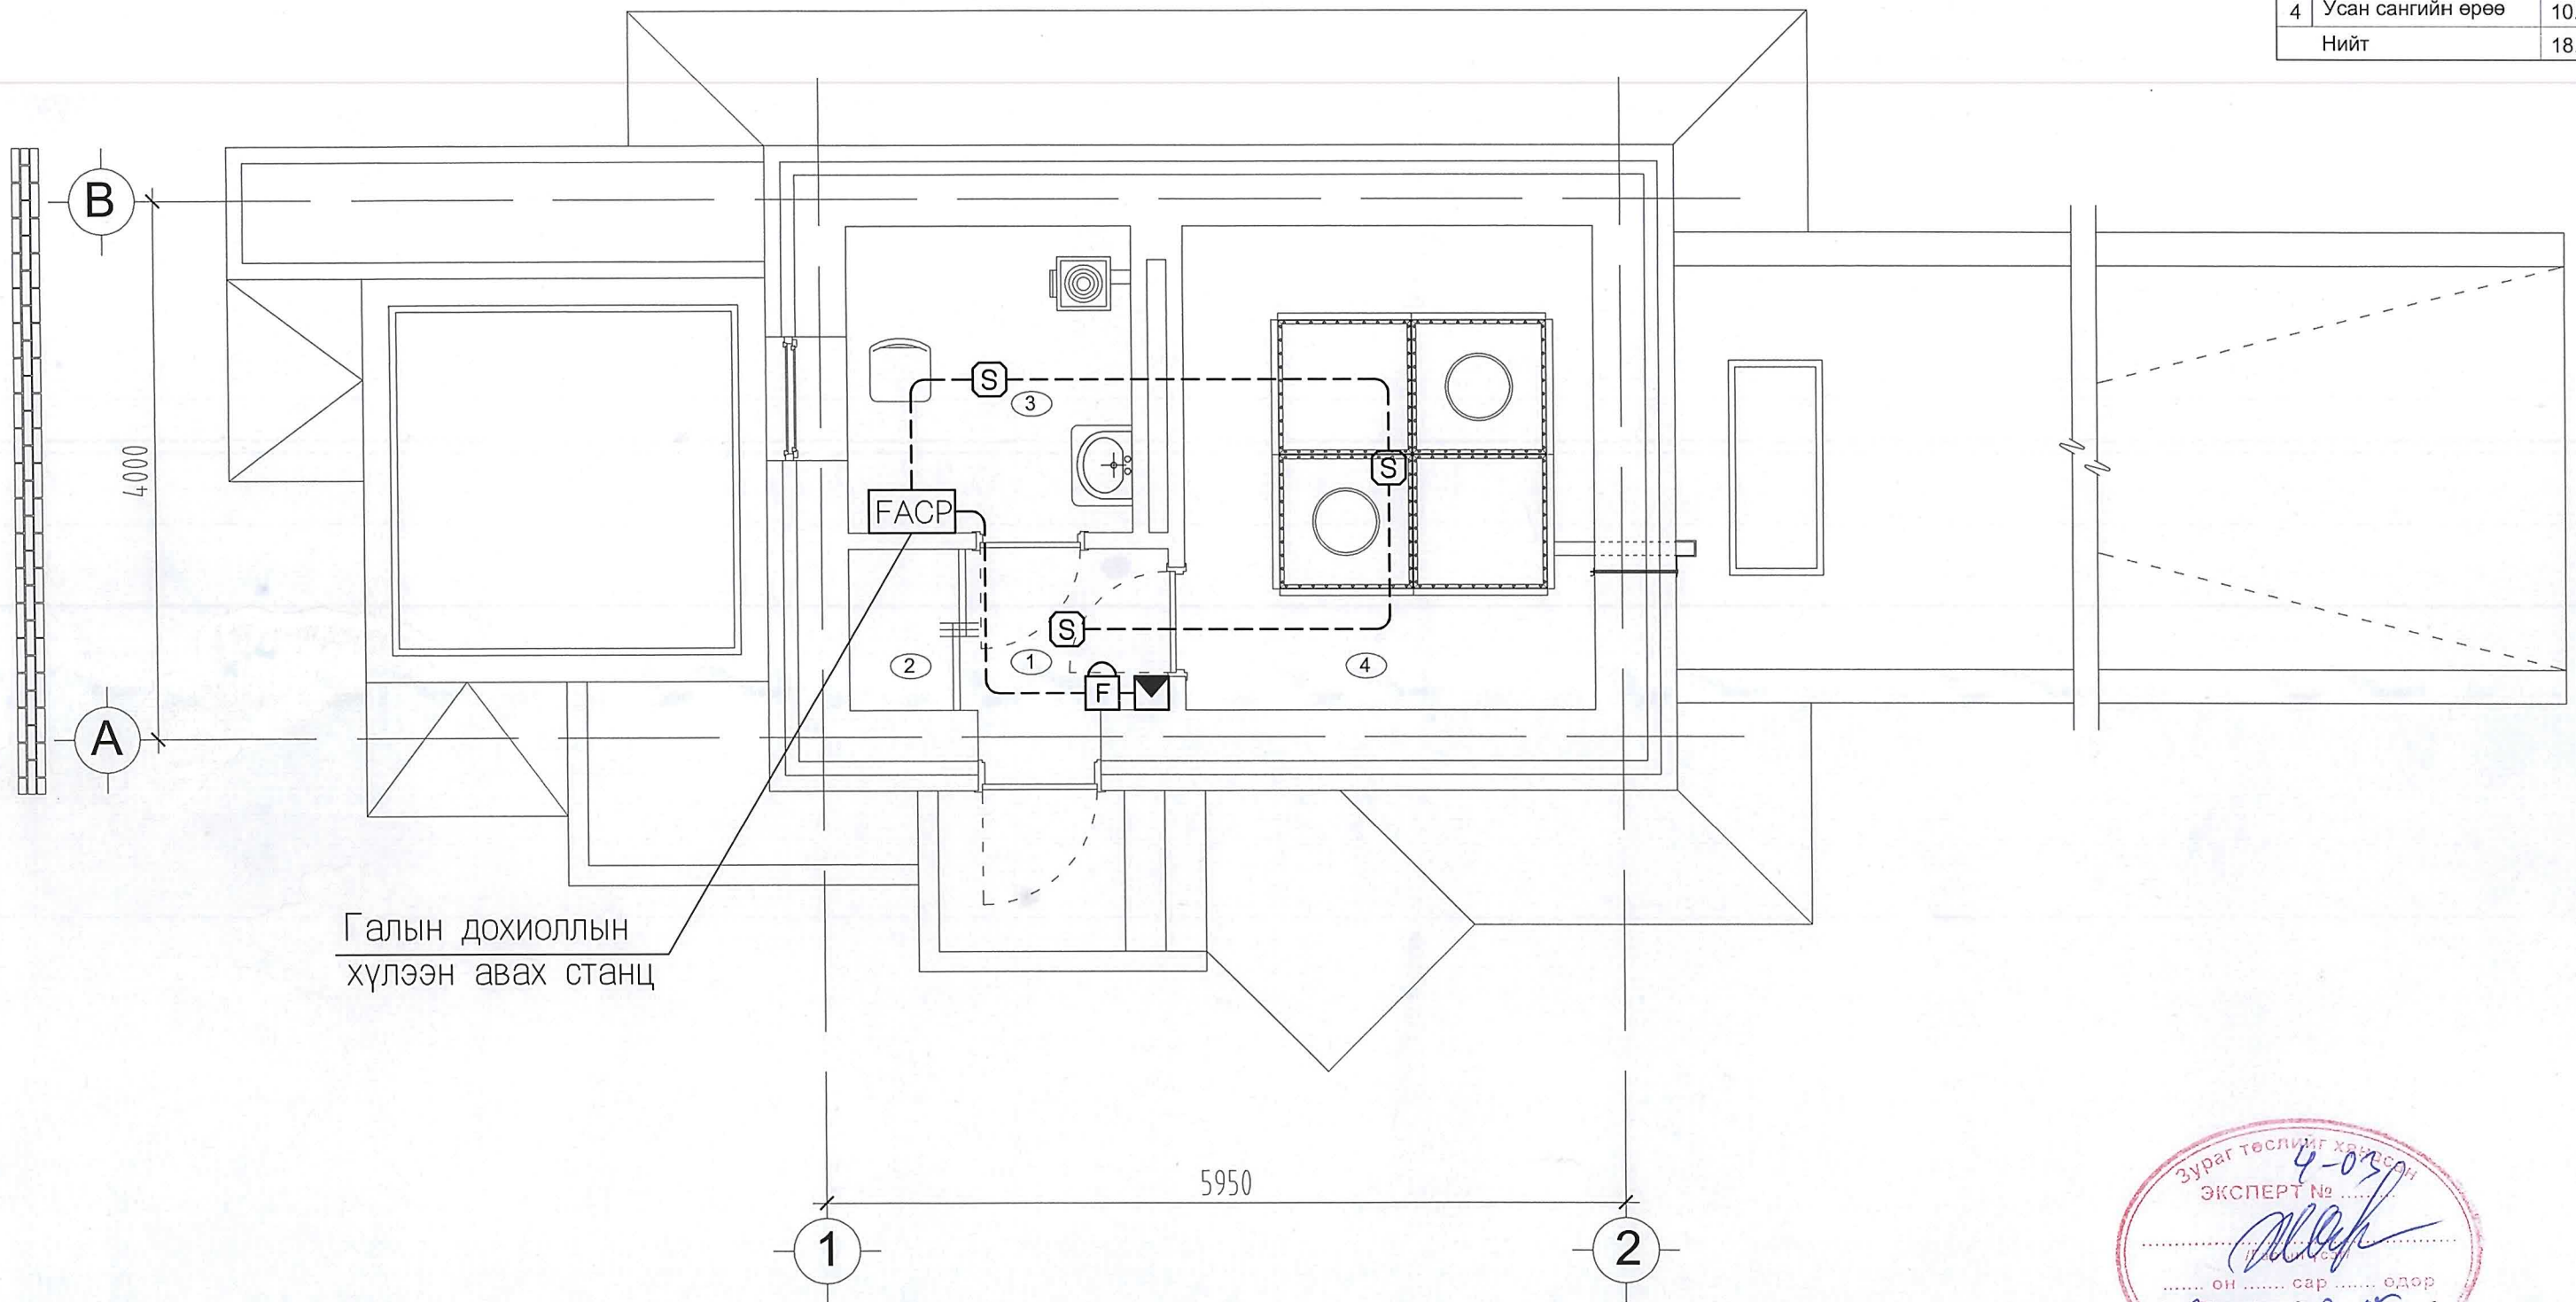 4 Усан сангийн өрөө 10.
Нийт 18
B
S
3
4000
S
FACP
S
2
1
4
F
A
Галын дохиоллын
хүлээн авах станц
5950
1
2
Зураг төслийг хянасан
4-03
ЭКСПЕРТ № ........
....... он ....... сар ....... өдөр